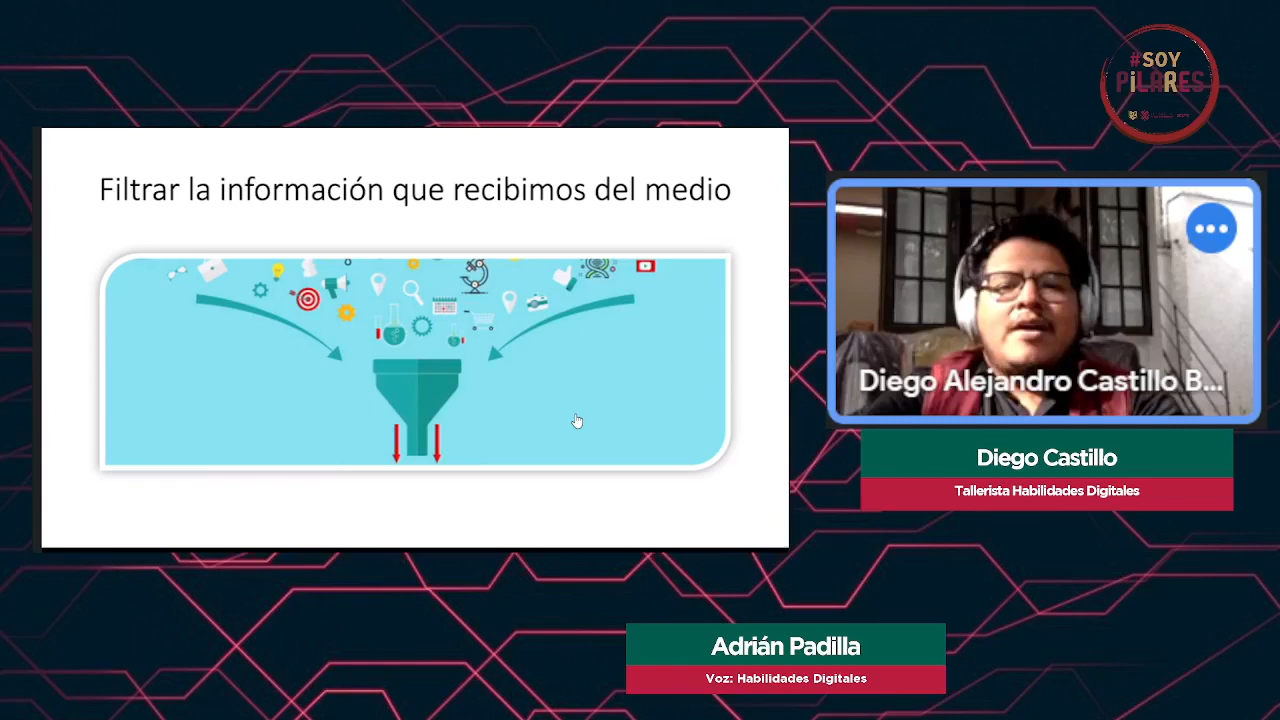 #SOY
PiLARES
Filtrar la información que recibimos del medio
Diego Alejandro Castillo B...
Diego Castillo
Tallerista Habilidades Digitales
Adrián Padilla
Voz: Habilidades Digitales